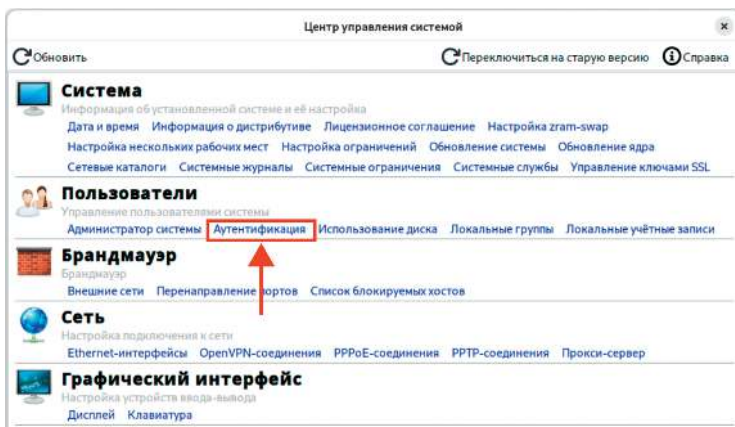 Центр управления системой
Обновить Переключиться на старую версию Справка
Система
Информация об установленной системе и её настройка
Дата и время Информация о дистрибутиве Лицензионное соглашение Настройка zram-swap
Настройка нескольких рабочих мест Настройка ограничений Обновление системы Обновление ядра
Сетевые каталоги Системные журналы Системные ограничения Системные службы Управление ключами SSL
Пользователи
Управление пользователями системы
Администратор системы Аутентификация Использование диска Локальные группы Локальные учётные записи
Брандмауэр
Брандмауэр
Внешние сети Перенаправление портов Список блокируемых хостов
Сеть
Настройка подключения к сети
Ethernet-интерфейсы OpenVPN-соединения PPPoE-соединения PPTP-соединения Прокси-сервер
Графический интерфейс
Настройка устройств ввода-вывода
Дисплей Клавиатура